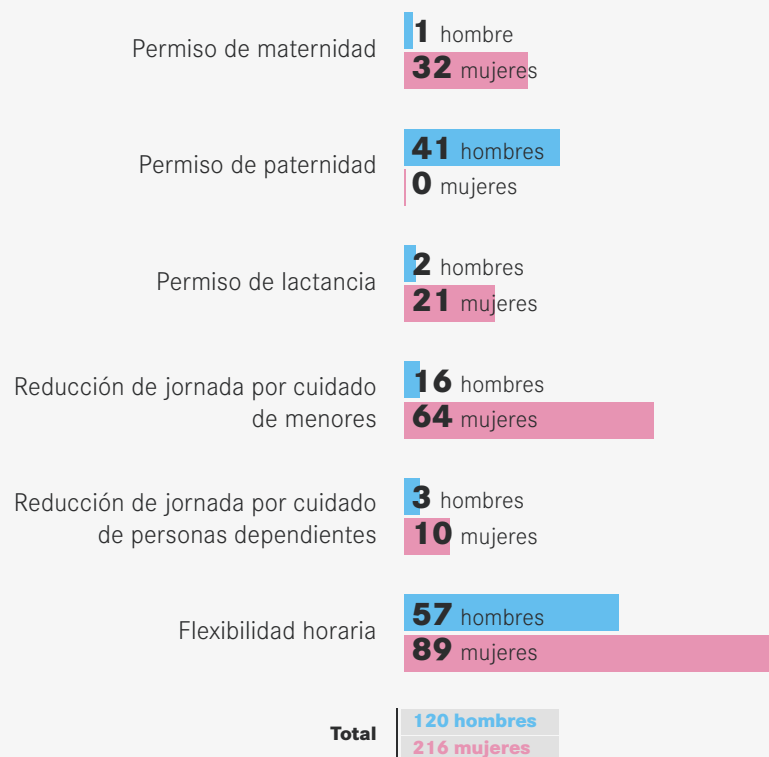 Permiso de maternidad
1 hombre
32 mujeres
Permiso de paternidad
41 hombres
0 mujeres
Permiso de lactancia
2 hombres
21 mujeres
Reducción de jornada por cuidado
de menores
16 hombres
64 mujeres
Reducción de jornada por cuidado
de personas dependientes
3 hombres
10 mujeres
Flexibilidad horaria
57 hombres
89 mujeres
Total
120 hombres
216 mujeres